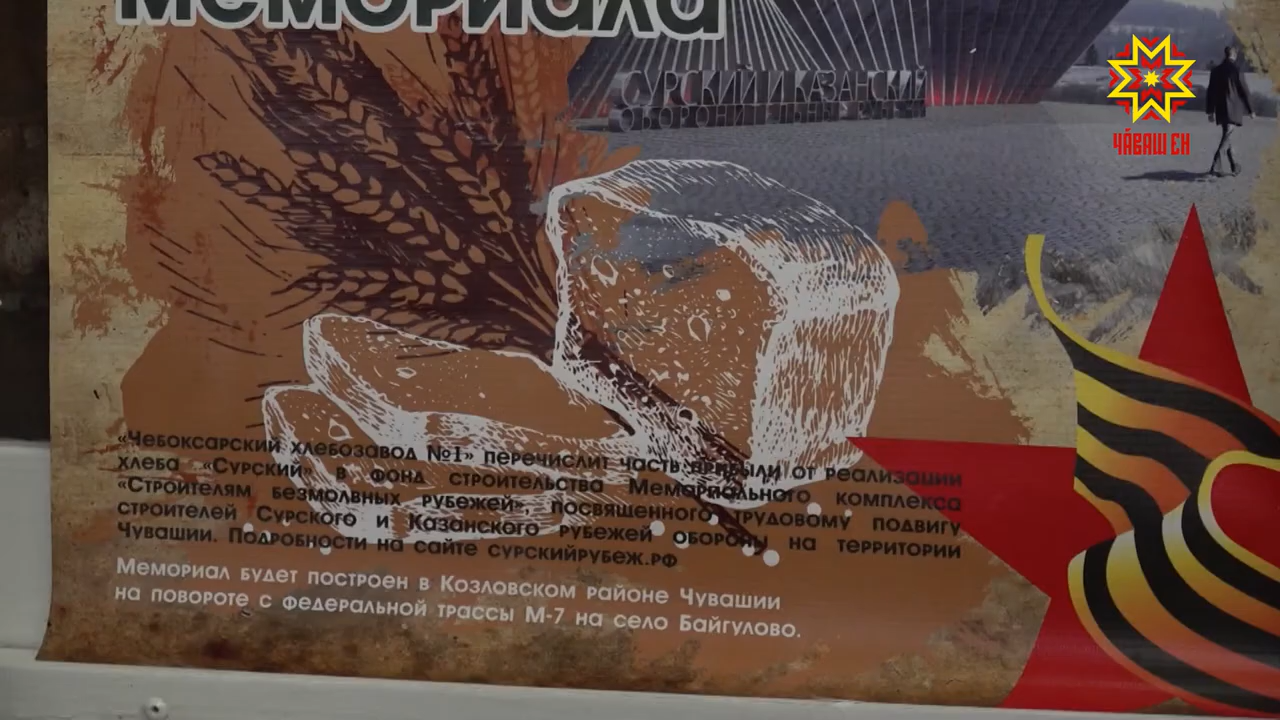 мемориала
СУРСКИЙ И КАЗАНСКИЙ
ЧӐВАШ ЕН
«Чебоксарский хлебозавод №1» перечислит часть прибыли от реализации
хлеба «Сурский» в фонд строительства Мемориального комплекса
«Строителям безмолвных рубежей», посвященного трудовому подвигу
строителей Сурского и Казанского рубежей обороны на территории
Чувашии. Подробности на сайте сурскийрубеж.рф
Мемориал будет построен в Козловском районе Чувашии
на повороте с федеральной трассы М-7 на село Байгулово.